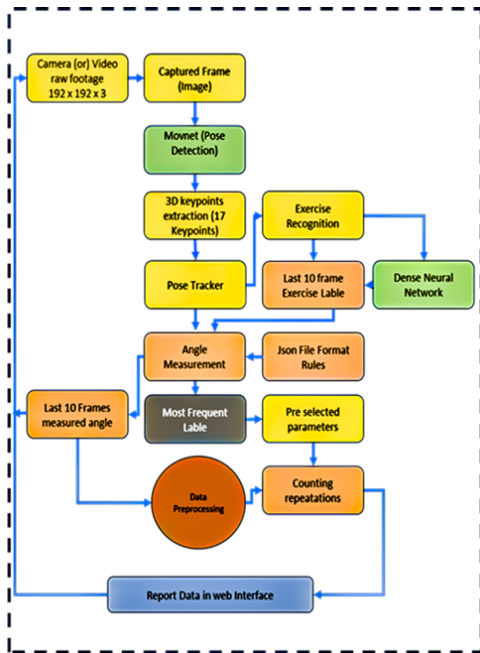 Camera (or) Video
raw footage
192 x 192 x 3
Captured Frame
(Image)
Movnet (Pose
Detection)
3D keypoints
extraction (17
Keypoints)
Exercise
Recognition
Pose Tracker
Last 10 frame
Exercise Lable
Dense Neural
Network
Angle
Measurement
Json File Format
Rules
Last 10 Frames
measured angle
Most Frequent
Lable
Pre selected
parameters
Data
Preprocessing
Counting
repeatations
Report Data in web Interface